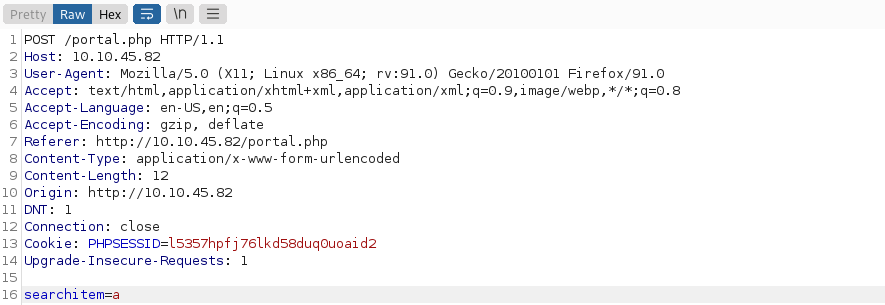 Pretty Raw Hex \n
1 POST /portal.php HTTP/1.1
2 Host: 10.10.45.82
3 User-Agent: Mozilla/5.0 (X11; Linux x86_64; rv:91.0) Gecko/20100101 Firefox/91.0
4 Accept: text/html,application/xhtml+xml,application/xml;q=0.9,image/webp,*/*;q=0.8
5 Accept-Language: en-US,en;q=0.5
6 Accept-Encoding: gzip, deflate
7 Referer: http://10.10.45.82/portal.php
8 Content-Type: application/x-www-form-urlencoded
9 Content-Length: 12
10 Origin: http://10.10.45.82
11 DNT: 1
12 Connection: close
13 Cookie: PHPSESSID=l5357hpfj76lkd58duq0uoaid2
14 Upgrade-Insecure-Requests: 1
15
16 searchitem=a